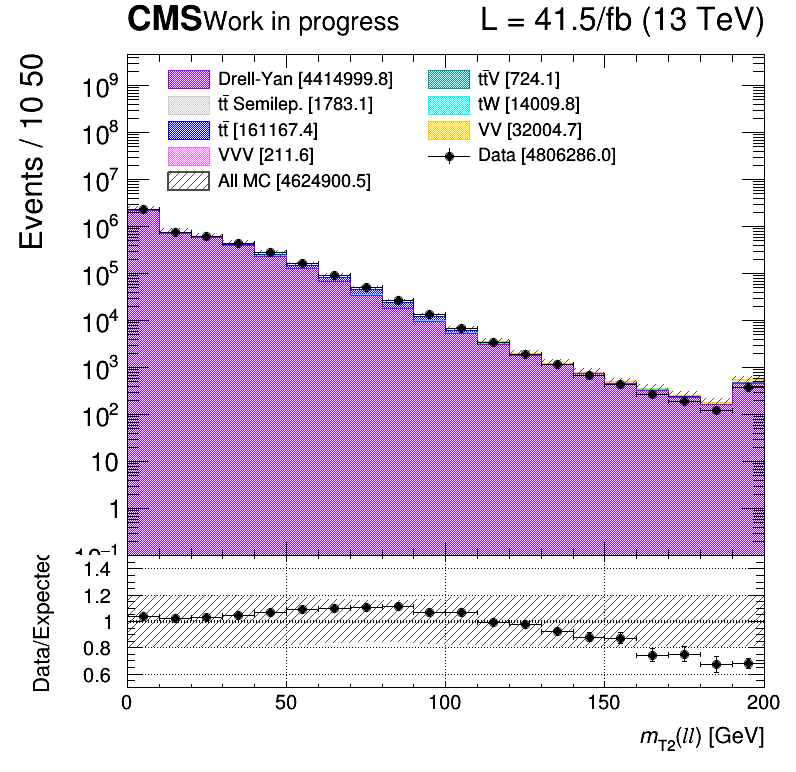 CMS Work in progress L = 41.5/fb (13 TeV)
Events / 10 50
10⁹
10⁸
10⁷
10⁶
10⁵
10⁴
10³
10²
10
1
10⁻¹
Drell-Yan [4414999.8]
tt̄ Semilep. [1783.1]
tt̄ [161167.4]
VVV [211.6]
All MC [4624900.5]
tt̄V [724.1]
tW [14009.8]
VV [32004.7]
Data [4806286.0]
Data/Expected
1.4
1.2
1
0.8
0.6
0 50 100 150 200
m_T2(ll) [GeV]